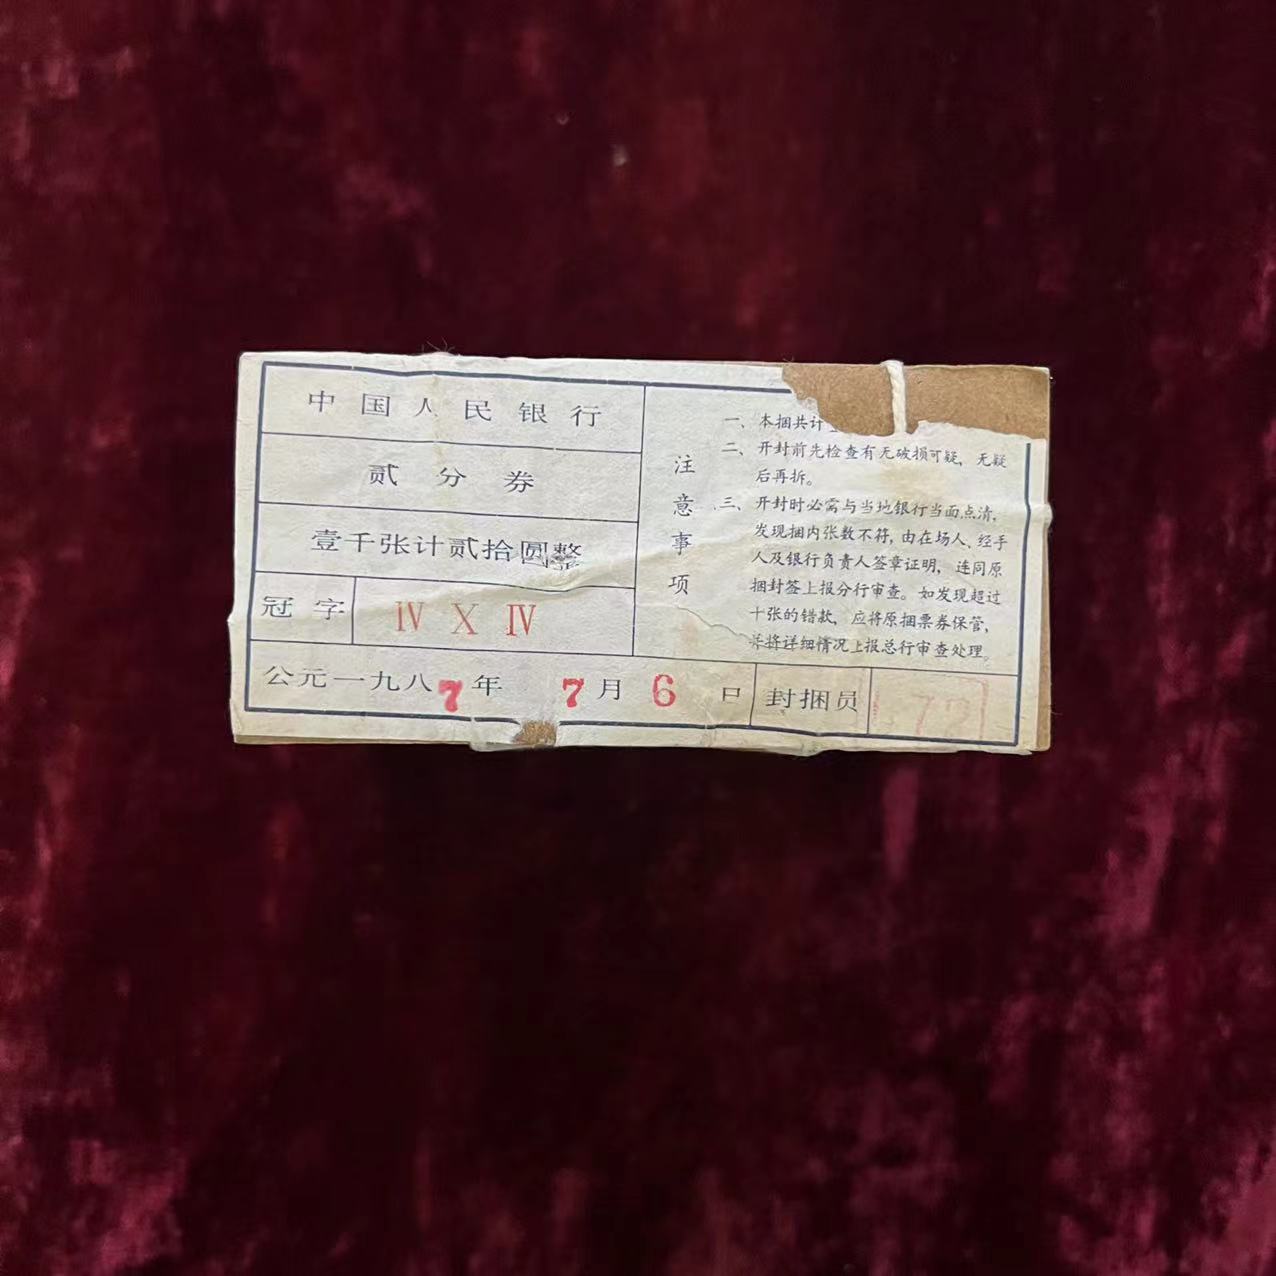 中国人民银行
贰分券
壹千张计贰拾圆整
冠字 Ⅳ Ⅹ Ⅳ
公元一九八7年 7月6日 封捆员
注意事项
一、本捆共计
二、开封前先检查有无破损可疑，无疑
后再拆。
三、开封时必需与当地银行当面点清，
发现捆内张数不符，由在场人、经手
人及银行负责人签章证明，连同原
捆封签上报分行审查。如发现超过
十张的错款，应将原捆票券保管，
并将详细情况上报总行审查处理。